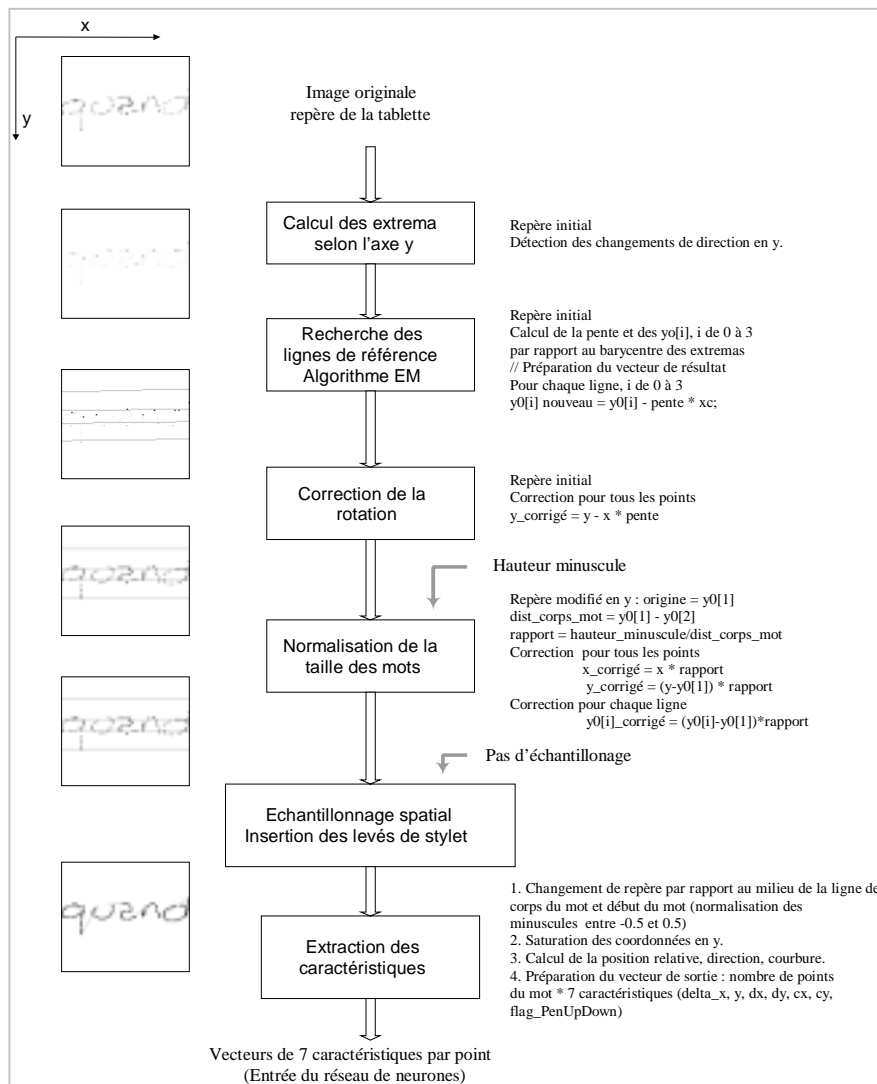 x
y
quand
Image originale
repère de la tablette
Calcul des extrema
selon l'axe y
Repère initial
Détection des changements de direction en y.
Recherche des
lignes de référence
Algorithme EM
Repère initial
Calcul de la pente et des yo[i], i de 0 à 3
par rapport au barycentre des extremas
// Préparation du vecteur de résultat
Pour chaque ligne, i de 0 à 3
y0[i] nouveau = y0[i] - pente * xc;
Correction de la
rotation
Repère initial
Correction pour tous les points
y_corrigé = y - x * pente
quand
Hauteur minuscule
Normalisation de la
taille des mots
Repère modifié en y : origine = y0[1]
dist_corps_mot = y0[1] - y0[2]
rapport = hauteur_minuscule/dist_corps_mot
Correction pour tous les points
x_corrigé = x * rapport
y_corrigé = (y-y0[1]) * rapport
Correction pour chaque ligne
y0[i]_corrigé = (y0[i]-y0[1])*rapport
quand
Pas d'échantillonage
Echantillonnage spatial
Insertion des levés de stylet
quand
Extraction des
caractéristiques
1. Changement de repère par rapport au milieu de la ligne de
corps du mot et début du mot (normalisation des
minuscules entre -0.5 et 0.5)
2. Saturation des coordonnées en y.
3. Calcul de la position relative, direction, courbure.
4. Préparation du vecteur de sortie : nombre de points
du mot * 7 caractéristiques (delta_x, y, dx, dy, cx, cy,
flag_PenUpDown)
Vecteurs de 7 caractéristiques par point
(Entrée du réseau de neurones)